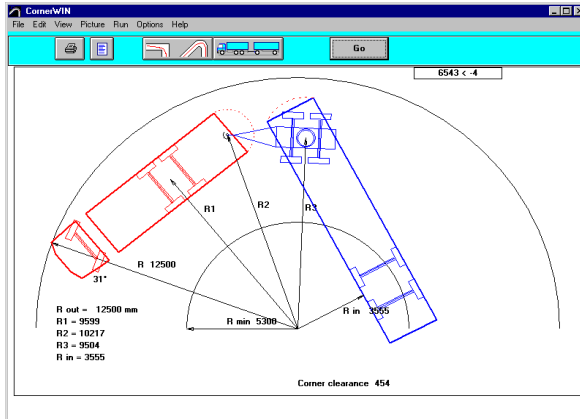 CornerWIN
File Edit View Picture Run Options Help
Go
6543 < -4
R1
R2
R3
R 12500
31°
R out = 12500 mm
R1 = 9599
R2 = 10217
R3 = 9504
R in = 3555
R min 5300
R in 3555
Corner clearance 454